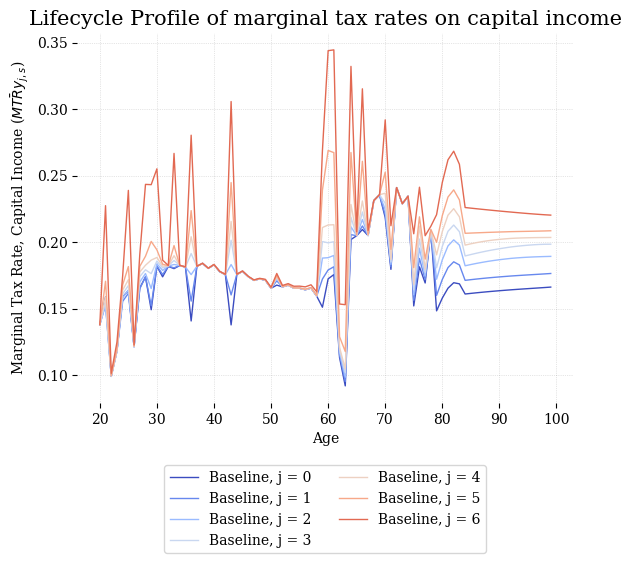 Lifecycle Profile of marginal tax rates on capital income
Marginal Tax Rate, Capital Income (MTRy_{j,s})
0.35
0.30
0.25
0.20
0.15
0.10
20 30 40 50 60 70 80 90 100
Age
Baseline, j = 0
Baseline, j = 1
Baseline, j = 2
Baseline, j = 3
Baseline, j = 4
Baseline, j = 5
Baseline, j = 6